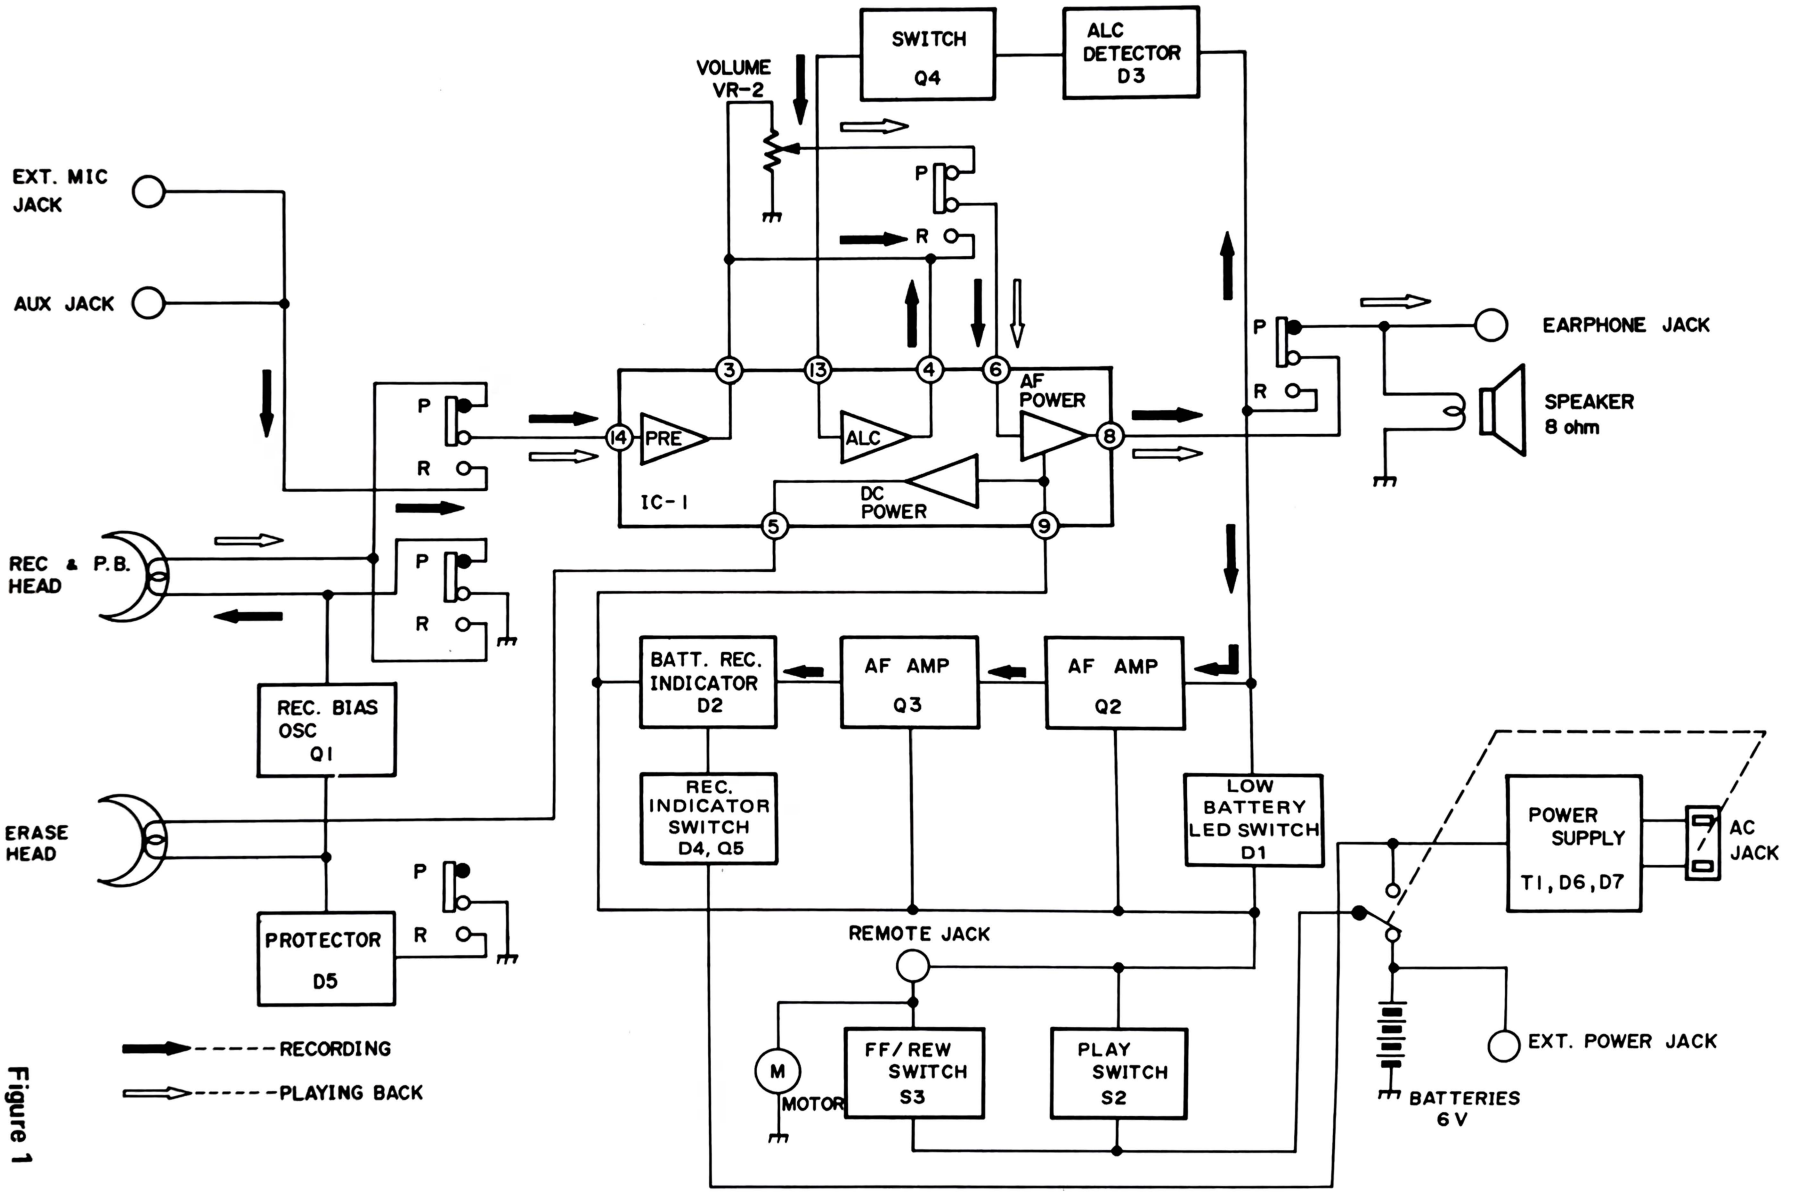 SWITCH
Q4
ALC
DETECTOR
D3
VOLUME
VR-2
EXT. MIC
JACK
AUX JACK
P
R
P
R
P
R
EARPHONE JACK
SPEAKER
8 ohm
P
R
3
13
4
6
AF
POWER
14
PRE
ALC
8
DC
POWER
IC-1
5
9
REC & P.B.
HEAD
P
R
BATT. REC.
INDICATOR
D2
AF AMP
Q3
AF AMP
Q2
REC. BIAS
OSC
Q1
REC.
INDICATOR
SWITCH
D4, Q5
LOW
BATTERY
LED SWITCH
D1
POWER
SUPPLY
T1, D6, D7
AC
JACK
ERASE
HEAD
P
R
PROTECTOR
D5
REMOTE JACK
M
MOTOR
FF/REW
SWITCH
S3
PLAY
SWITCH
S2
EXT. POWER JACK
BATTERIES
6V
RECORDING
PLAYING BACK
Figure 1